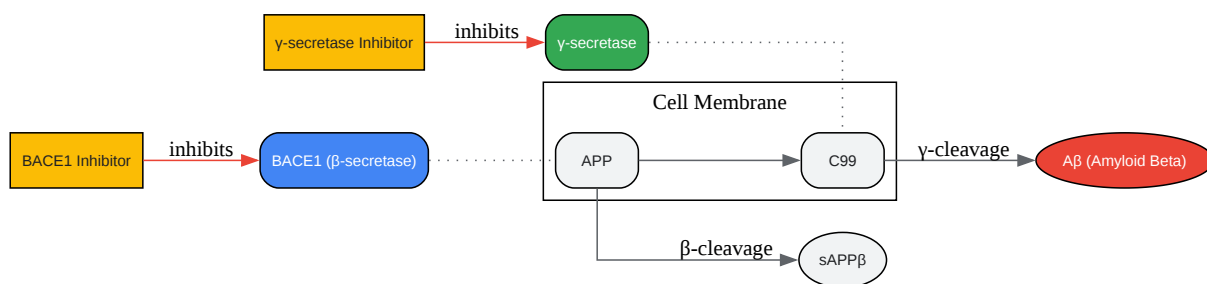 γ-secretase Inhibitor
inhibits
γ-secretase
Cell Membrane
BACE1 Inhibitor
inhibits
BACE1 (β-secretase)
APP
C99
γ-cleavage
Aβ (Amyloid Beta)
β-cleavage
sAPPβ